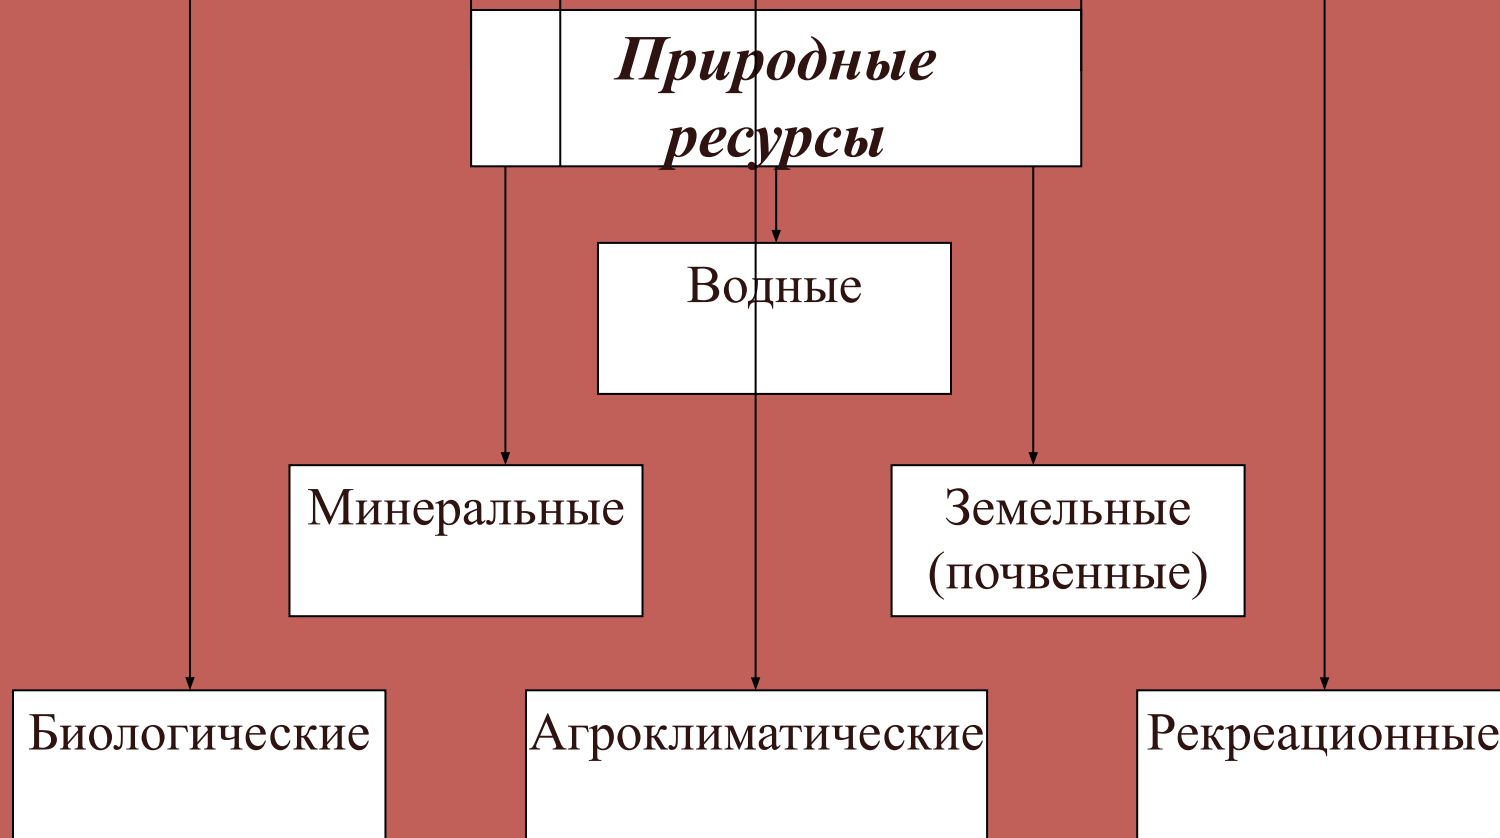 Природные
ресурсы
Водные
Минеральные
Земельные
(почвенные)
Биологические
Агроклиматические
Рекреационные